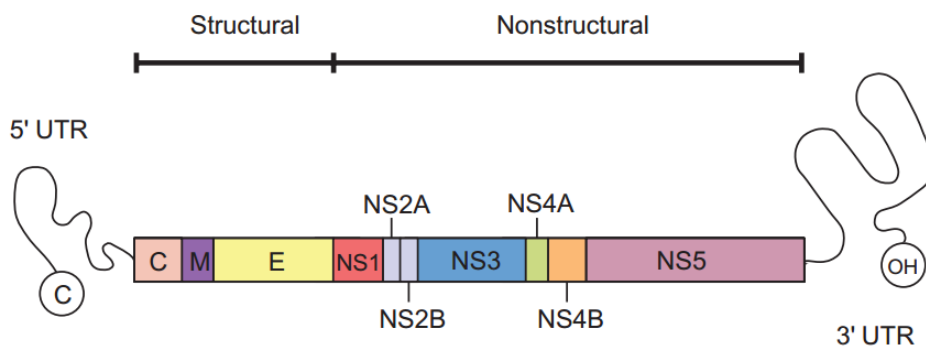 Structural
Nonstructural
5' UTR
NS2A
NS4A
C
M
E
NS1
NS3
NS5
C
OH
NS2B
NS4B
3' UTR